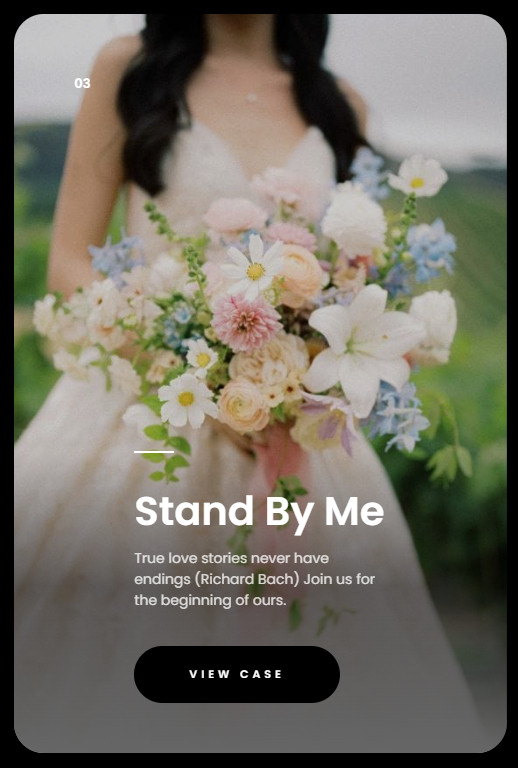 03
Stand By Me
True love stories never have
endings (Richard Bach) Join us for
the beginning of ours.
VIEW CASE